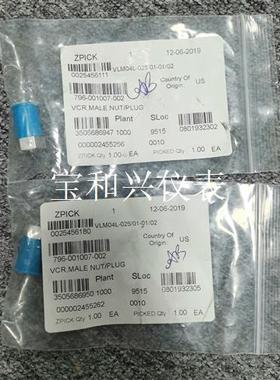 ZPICK
12-06-2019
0025456111
VLM04L-025/01-01/02
Country Of
Origin
US
796-001007-002
VCR,MALE NUT/PLUG
Plant
SLoc
3505686947 1000
9515
0801932302
000002455256
0010
ZPICK Qty 1.00 EA
PICKED Qty
1.00 EA
宝和兴仪表
ZPICK
1
12-06-2019
0025456180
VLM04L-025/01-01/02
Country Of
Origin
US
796-001007-002
VCR,MALE NUT/PLUG
Plant
SLoc
3505686950 1000
9515
0801932305
000002455262
0010
ZPICK Qty 1.00 EA
PICKED Qty
1.00 EA